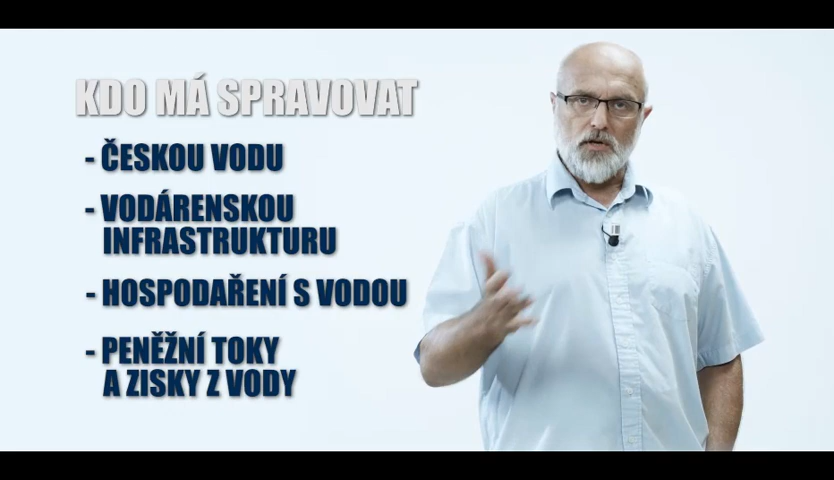 KDO MÁ SPRAVOVAT
- ČESKOU VODU
- VODÁRENSKOU
INFRASTRUKTURU
- HOSPODAŘENÍ S VODOU
- PENĚŽNÍ TOKY
A ZISKY Z VODY